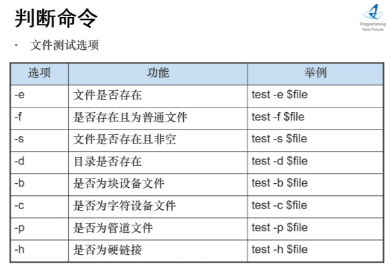 判断命令
Programming
Your Future
· 文件测试选项
选项 功能 举例
-e 文件是否存在 test -e $file
-f 是否存在且为普通文件 test -f $file
-s 文件是否存在且非空 test -s $file
-d 目录是否存在 test -d $file
-b 是否为块设备文件 test -b $file
-c 是否为字符设备文件 test -c $file
-p 是否为管道文件 test -p $file
-h 是否为硬链接 test -h $file